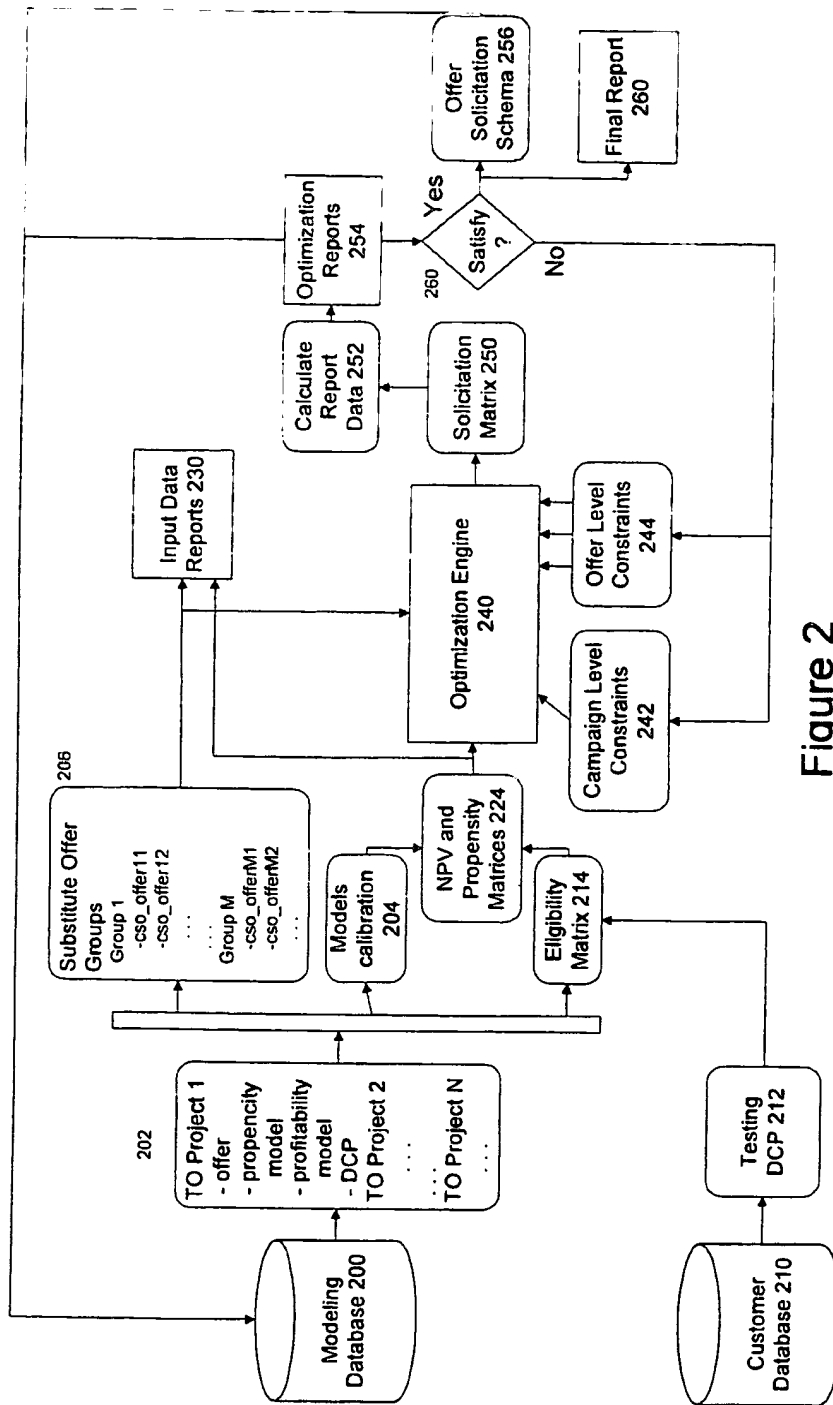 Modeling
Database 200
202
TO Project 1
- offer
- propencity
model
- profitability
model
- DCP
TO Project 2
. . .
. . .
TO Project N
. . .
206
Substitute Offer
Groups
Group 1
-cso_offer11
-cso_offer12
. . .
. . .
Group M
-cso_offerM1
-cso_offerM2
. . .
Models
calibration
204
Eligibility
Matrix 214
Customer
Database 210
Testing
DCP 212
NPV and
Propensity
Matrices 224
Input Data
Reports 230
Optimization Engine
240
Campaign Level
Constraints
242
Offer Level
Constraints
244
Solicitation
Matrix 250
Calculate
Report
Data 252
Optimization
Reports
254
260
Satisfy
?
Yes
No
Offer
Solicitation
Schema 256
Final Report
260
Figure 2